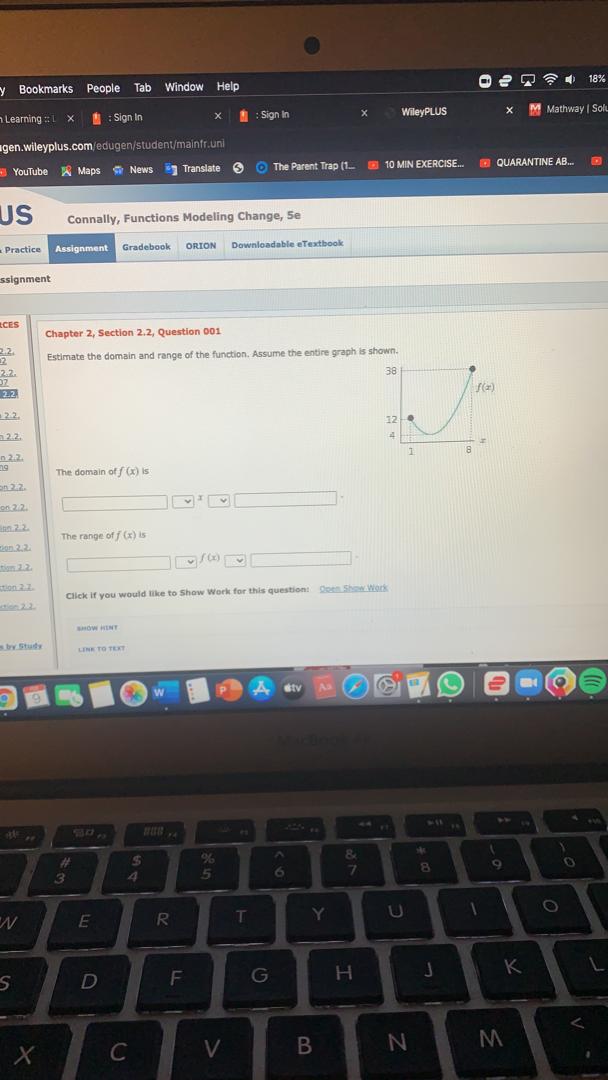 Bookmarks People Tab Window Help 18%
Learning :: L X : Sign In X : Sign In X WileyPLUS X M Mathway | Solu
gen.wileyplus.com/edugen/student/mainfr.uni
YouTube Maps News Translate The Parent Trap (1... 10 MIN EXERCISE... QUARANTINE AB...
US Connally, Functions Modeling Change, 5e
Practice Assignment Gradebook ORION Downloadable eTextbook
ssignment
RCES
Chapter 2, Section 2.2, Question 001
Estimate the domain and range of the function. Assume the entire graph is shown.
38
f(x)
12
4
x
1 8
The domain of f (x) is
x
The range of f (x) is
f (x)
Click if you would like to Show Work for this question: Open Show Work
SHOW HINT
LINK TO TEXT
s by Study
9 W P tv Aa 1
MacBook Air
# 3 $ 4 % 5 ^ 6 & 7 * 8 ( 9 ) 0
W E R T Y U I O
S D F G H J K L
X C V B N M < ,